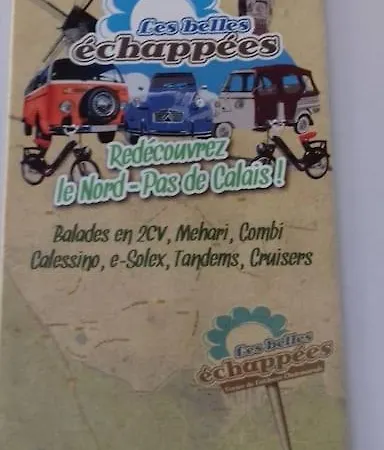 Les belles
échappées
Redécouvrez
le Nord-Pas de Calais !
Balades en 2CV, Mehari, Combi
Calessino, e-Solex, Tandems, Cruisers
Les belles
échappées